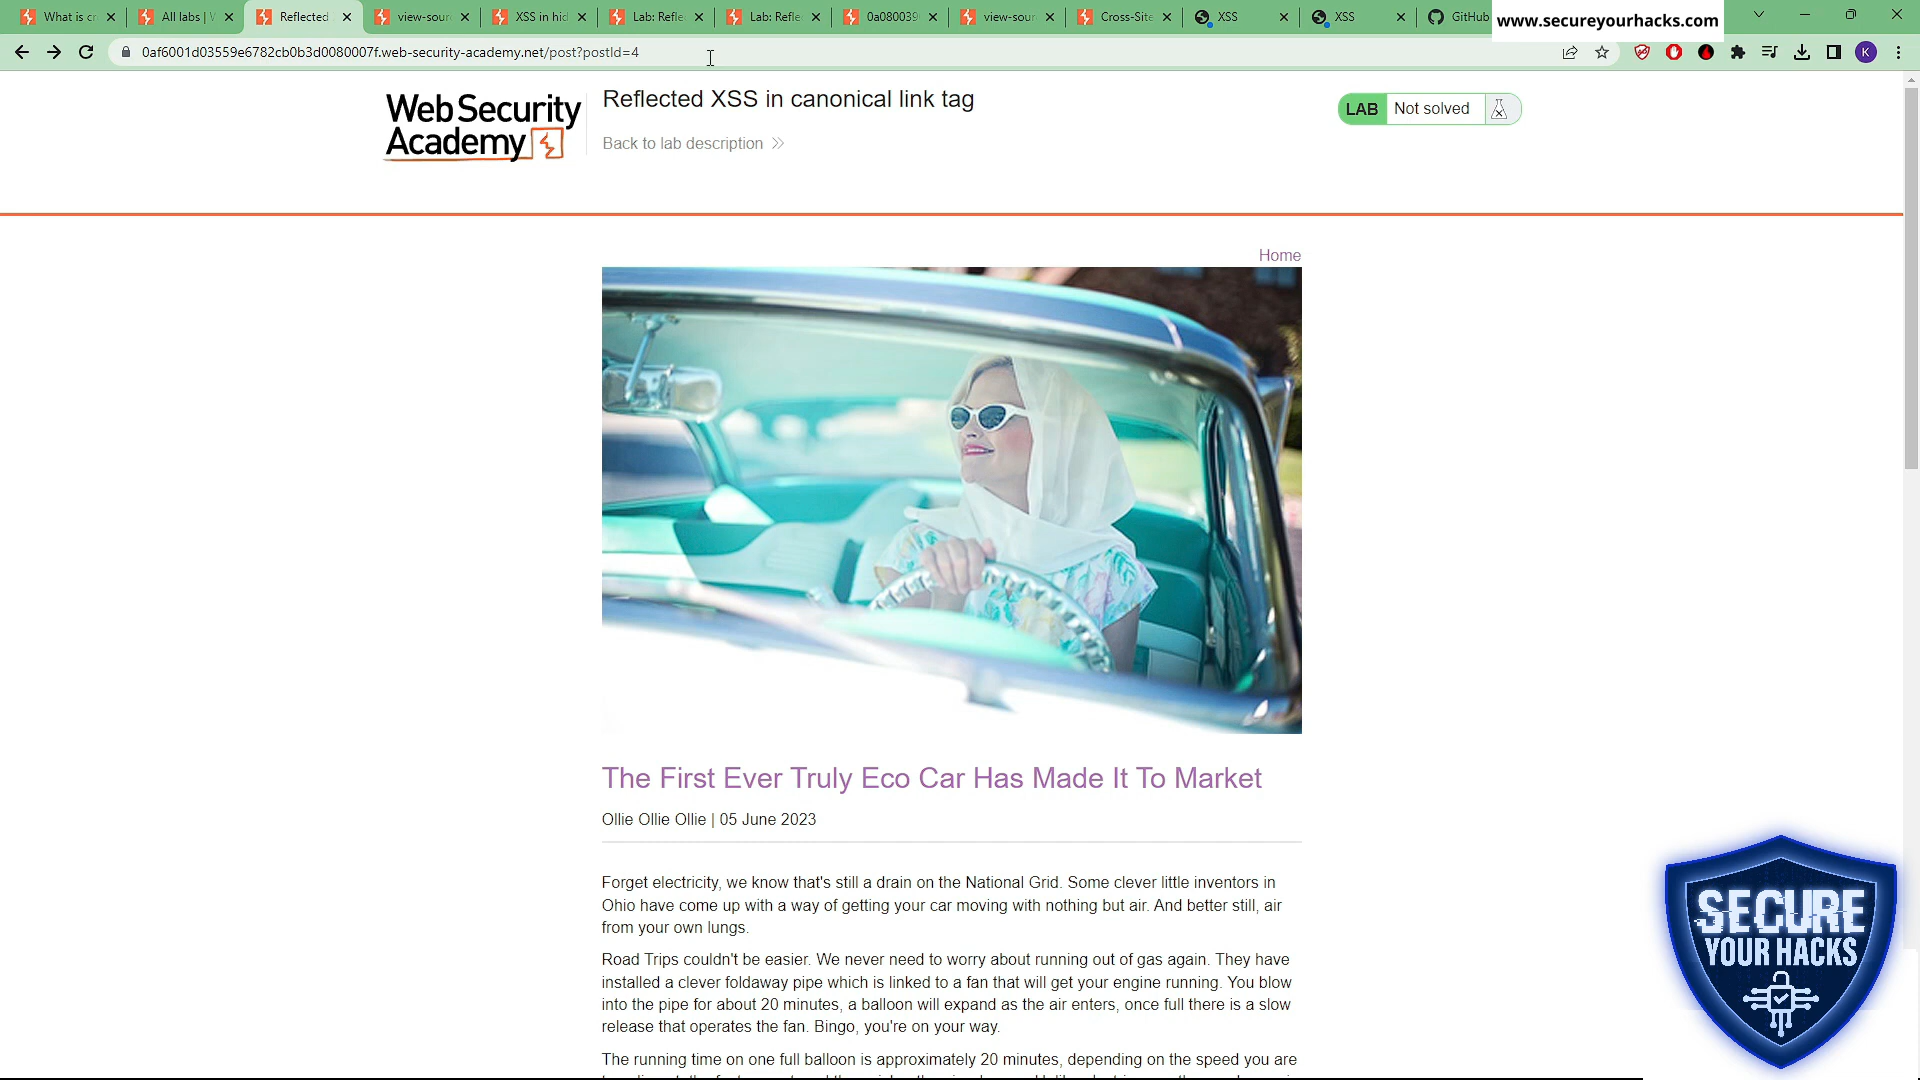 What is cr
All labs | V
Reflected
view-sour
XSS in hid
Lab: Refle
Lab: Refle
0a080039
view-sour
Cross-Site
XSS
XSS
GitHub
www.secureyourhacks.com
0af6001d03559e6782cb0b3d0080007f.web-security-academy.net/post?postId=4
K
Web Security
Academy
Reflected XSS in canonical link tag
Back to lab description
LAB Not solved
Home
The First Ever Truly Eco Car Has Made It To Market
Ollie Ollie Ollie | 05 June 2023
Forget electricity, we know that's still a drain on the National Grid. Some clever little inventors in
Ohio have come up with a way of getting your car moving with nothing but air. And better still, air
from your own lungs.
Road Trips couldn't be easier. We never need to worry about running out of gas again. They have
installed a clever foldaway pipe which is linked to a fan that will get your engine running. You blow
into the pipe for about 20 minutes, a balloon will expand as the air enters, once full there is a slow
release that operates the fan. Bingo, you're on your way.
The running time on one full balloon is approximately 20 minutes, depending on the speed you are
SECURE
YOUR HACKS